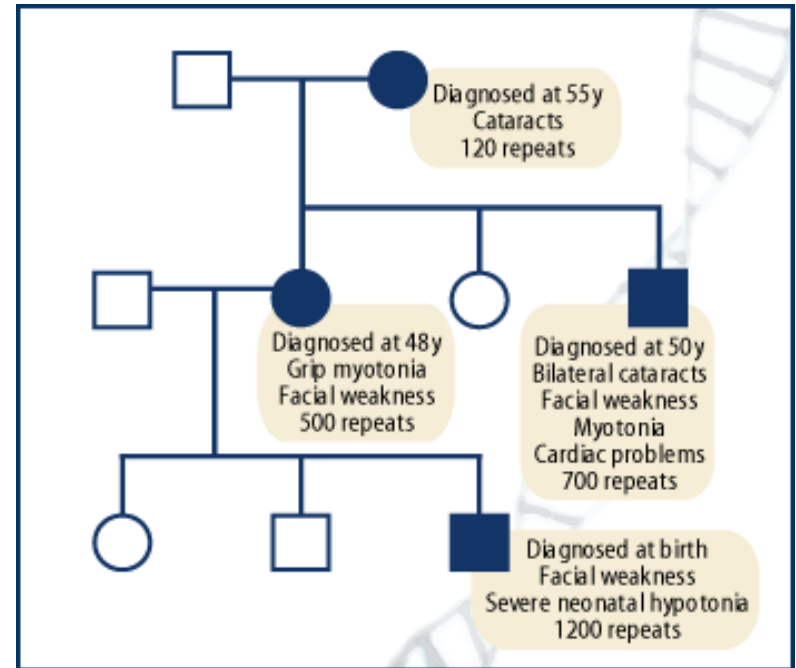 Diagnosed at 55y
Cataracts
120 repeats
Diagnosed at 48y
Grip myotonia
Facial weakness
500 repeats
Diagnosed at 50y
Bilateral cataracts
Facial weakness
Myotonia
Cardiac problems
700 repeats
Diagnosed at birth
Facial weakness
Severe neonatal hypotonia
1200 repeats